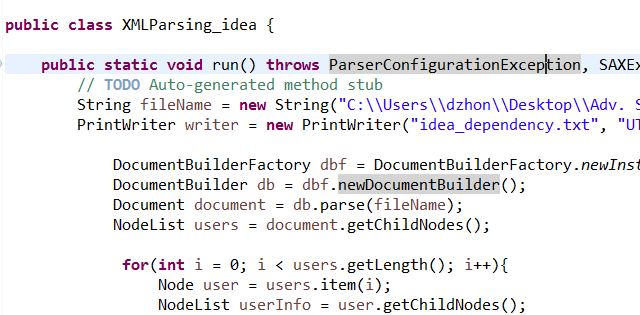 public class XMLParsing_idea {
public static void run() throws ParserConfigurationException, SAXEx
// TODO Auto-generated method stub
String fileName = new String("C:\\Users\\dzhon\\Desktop\\Adv. S
PrintWriter writer = new PrintWriter("idea_dependency.txt", "UT
DocumentBuilderFactory dbf = DocumentBuilderFactory.newInst
DocumentBuilder db = dbf.newDocumentBuilder();
Document document = db.parse(fileName);
NodeList users = document.getChildNodes();
for(int i = 0; i < users.getLength(); i++){
Node user = users.item(i);
NodeList userInfo = user.getChildNodes();